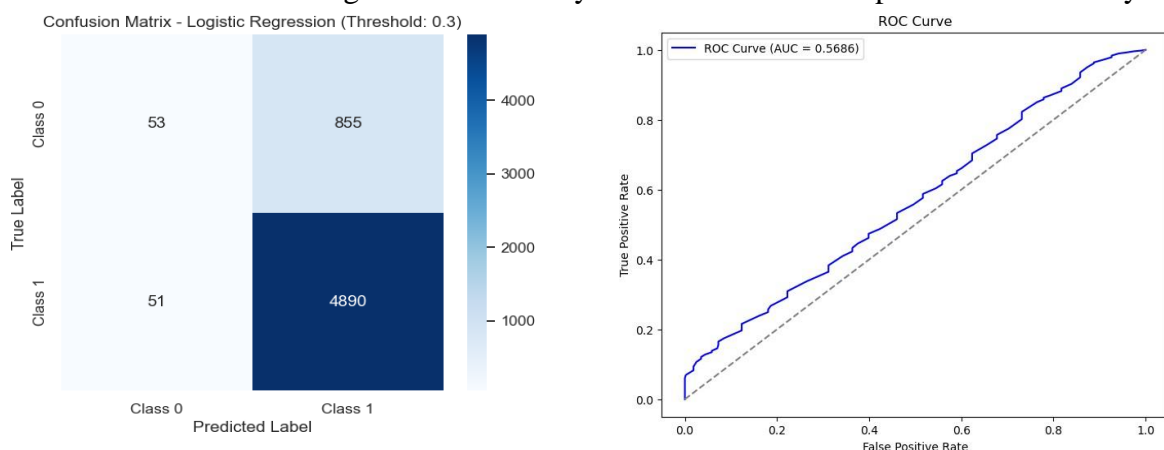 Confusion Matrix - Logistic Regression (Threshold: 0.3)
True Label
Class 0
Class 1
53
855
51
4890
Class 0
Class 1
Predicted Label
4000
3000
2000
1000
ROC Curve
ROC Curve (AUC = 0.5686)
True Positive Rate
1.0
0.8
0.6
0.4
0.2
0.0
0.0
0.2
0.4
0.6
0.8
1.0
False Positive Rate